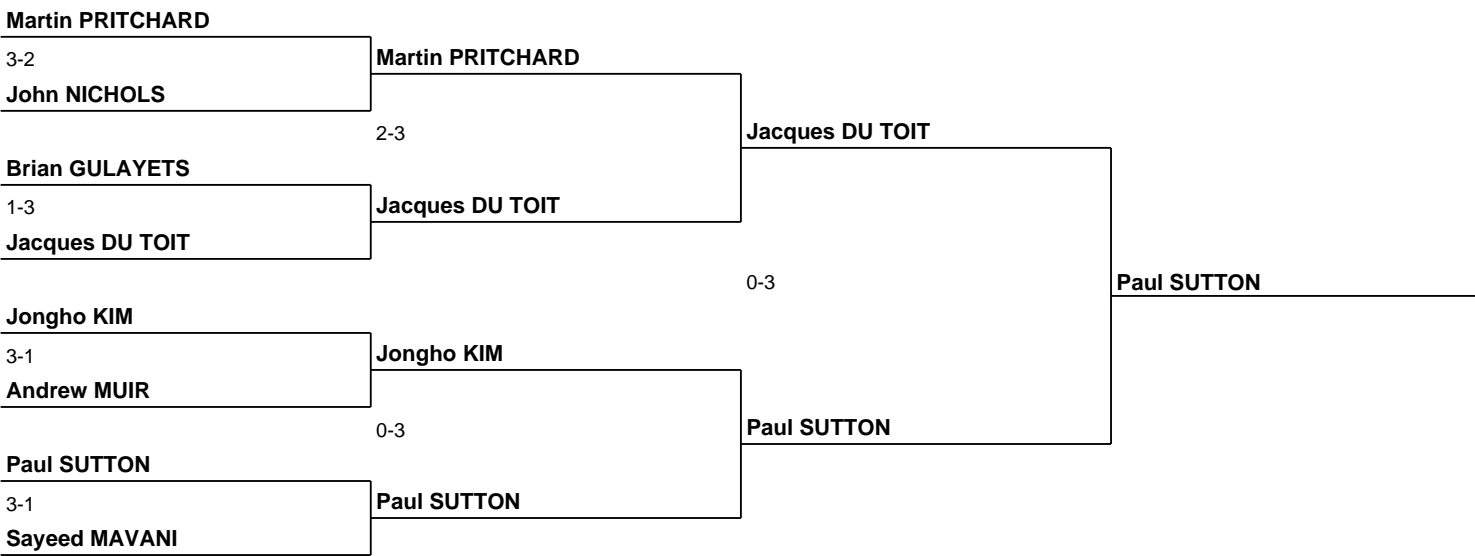 Martin PRITCHARD
3-2
Martin PRITCHARD
John NICHOLS
2-3
Jacques DU TOIT
Brian GULAYETS
1-3
Jacques DU TOIT
Jacques DU TOIT
0-3
Paul SUTTON
Jongho KIM
3-1
Jongho KIM
Andrew MUIR
0-3
Paul SUTTON
Paul SUTTON
3-1
Paul SUTTON
Sayeed MAVANI